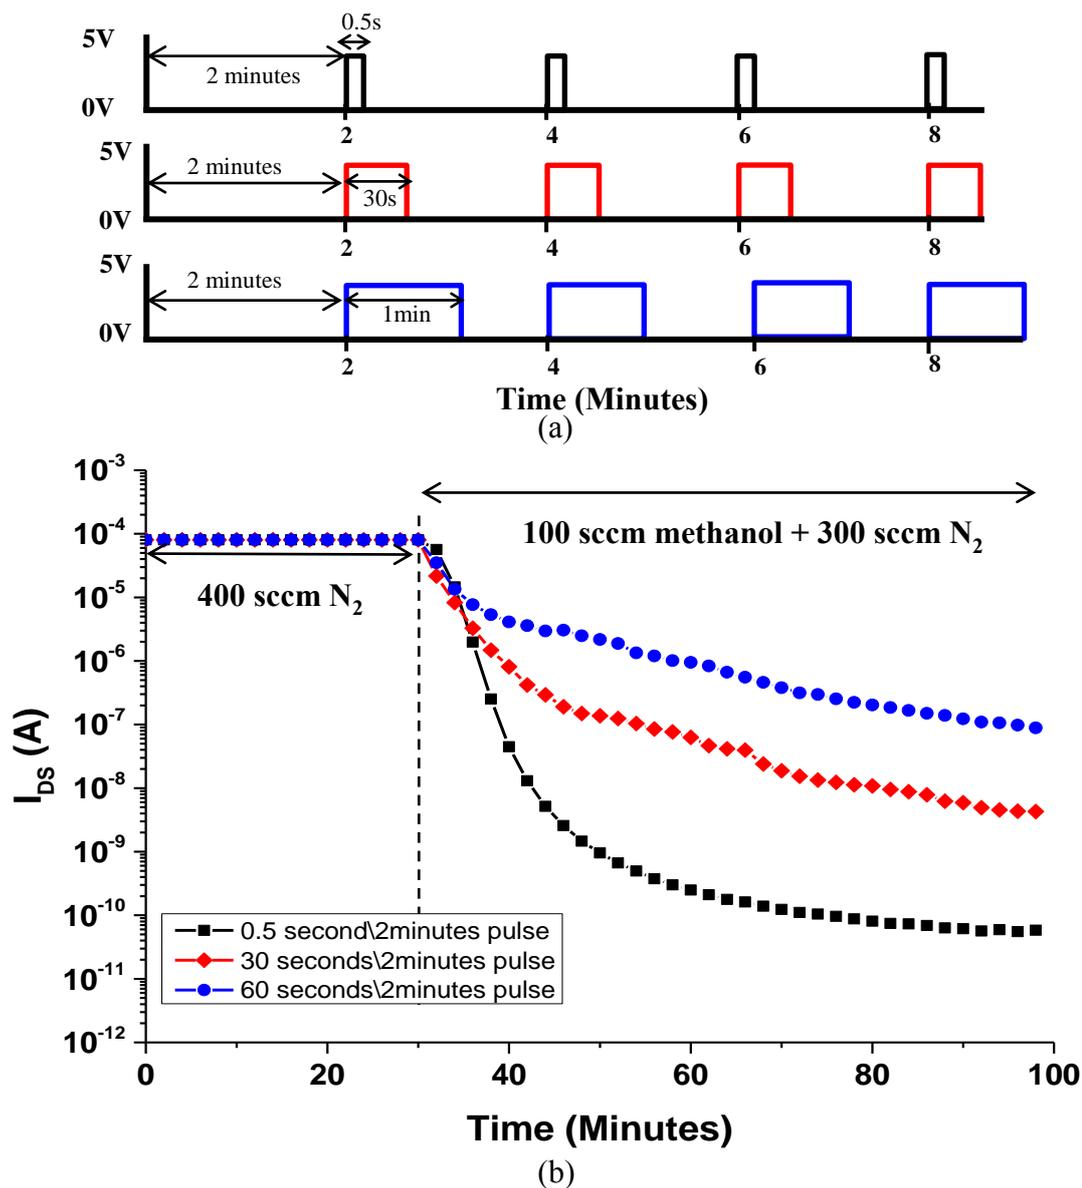 0.5s
5V
2 minutes
0V
2 4 6 8
5V
2 minutes
30s
0V
2 4 6 8
5V
2 minutes
1min
0V
2 4 6 8
Time (Minutes)
(a)
10⁻³
10⁻⁴
10⁻⁵
10⁻⁶
10⁻⁷
10⁻⁸
10⁻⁹
10⁻¹⁰
10⁻¹¹
10⁻¹²
I_DS (A)
100 sccm methanol + 300 sccm N₂
400 sccm N₂
0.5 second\2minutes pulse
30 seconds\2minutes pulse
60 seconds\2minutes pulse
0 20 40 60 80 100
Time (Minutes)
(b)